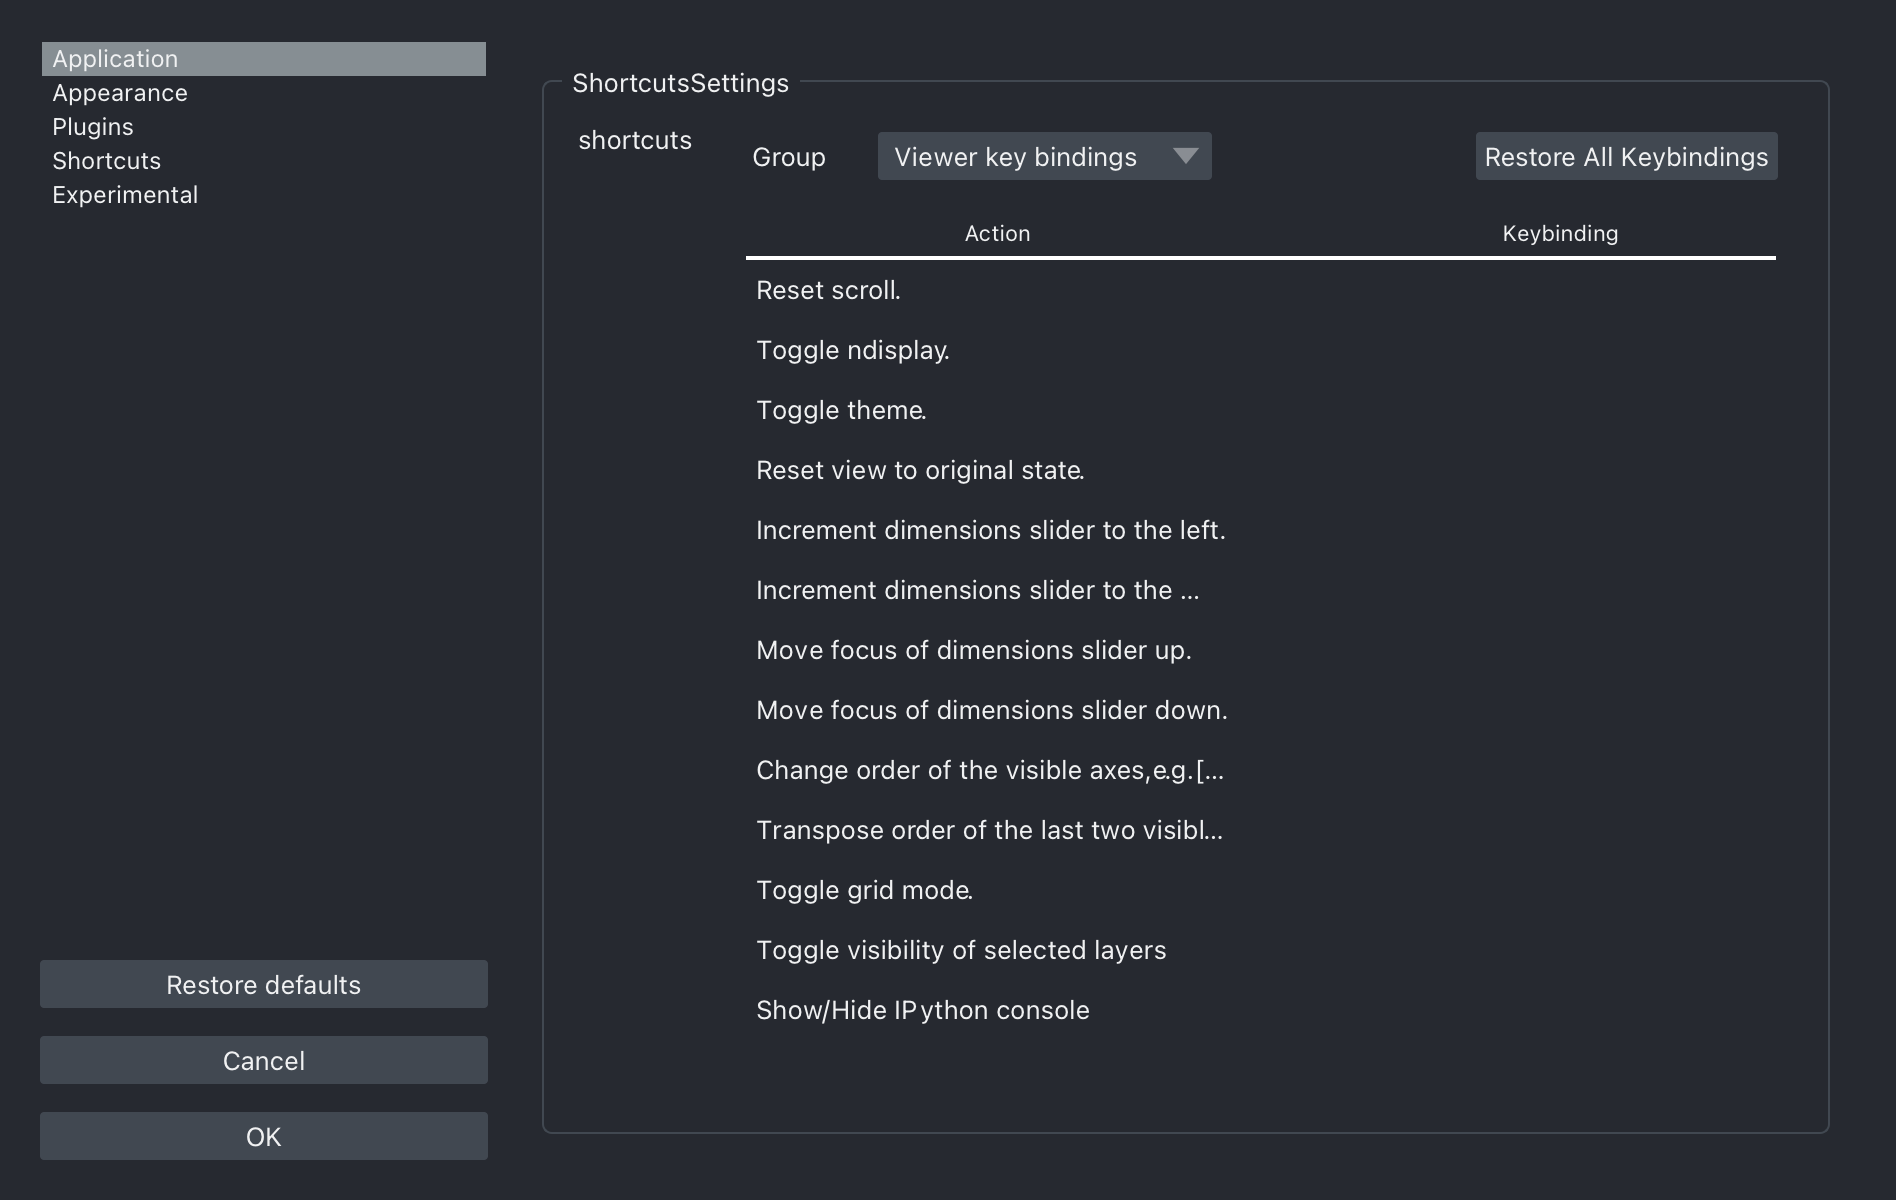 Application
Appearance
Plugins
Shortcuts
Experimental
Restore defaults
Cancel
OK
ShortcutsSettings
shortcuts
Group
Viewer key bindings
Restore All Keybindings
Action Keybinding
Reset scroll.
Toggle ndisplay.
Toggle theme.
Reset view to original state.
Increment dimensions slider to the left.
Increment dimensions slider to the ...
Move focus of dimensions slider up.
Move focus of dimensions slider down.
Change order of the visible axes,e.g.[...
Transpose order of the last two visibl...
Toggle grid mode.
Toggle visibility of selected layers
Show/Hide IPython console